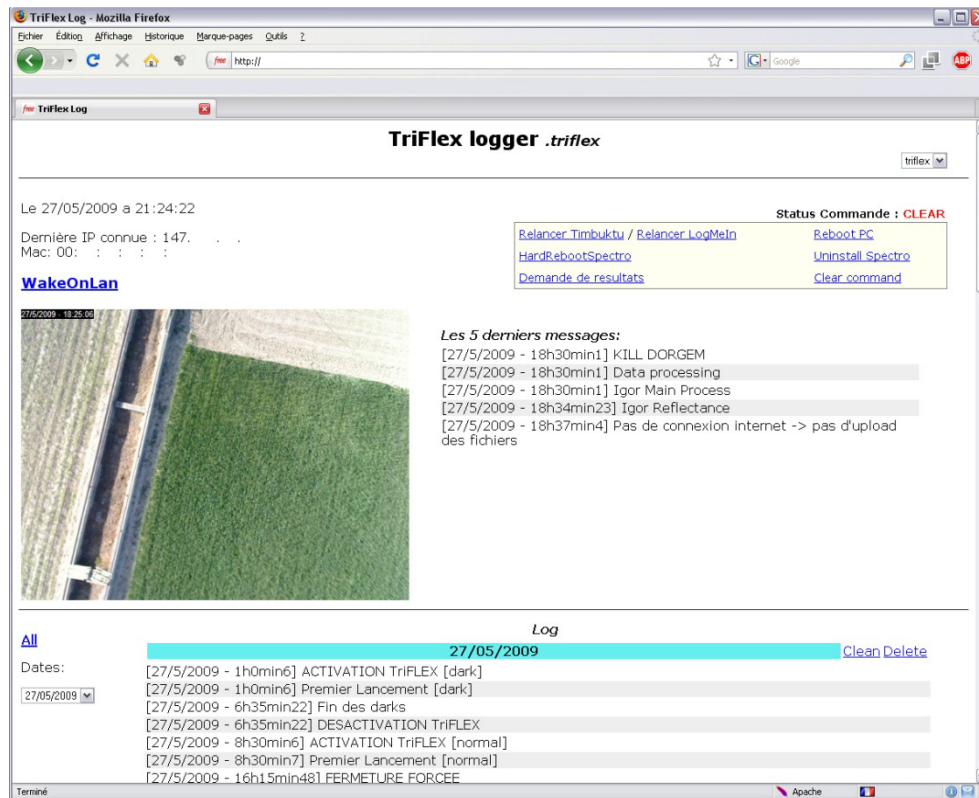 TriFlex Log - Mozilla Firefox
Fichier Édition Affichage Historique Marque-pages Outils ?
free http:// Google ABP
free TriFlex Log
TriFlex logger .triflex
triflex
Le 27/05/2009 a 21:24:22
Status Commande : CLEAR
Dernière IP connue : 147. . .
Mac: 00: : : : :
Relancer Timbuktu / Relancer LogMeIn Reboot PC
HardRebootSpectro Uninstall Spectro
Demande de resultats Clear command
WakeOnLan
27/5/2009 - 18:25:06
Les 5 derniers messages:
[27/5/2009 - 18h30min1] KILL DORGEM
[27/5/2009 - 18h30min1] Data processing
[27/5/2009 - 18h30min1] Igor Main Process
[27/5/2009 - 18h34min23] Igor Reflectance
[27/5/2009 - 18h37min4] Pas de connexion internet -> pas d'upload
des fichiers
Log
All
27/05/2009 Clean Delete
Dates:
27/05/2009
[27/5/2009 - 1h0min6] ACTIVATION TriFLEX [dark]
[27/5/2009 - 1h0min6] Premier Lancement [dark]
[27/5/2009 - 6h35min22] Fin des darks
[27/5/2009 - 6h35min22] DESACTIVATION TriFLEX
[27/5/2009 - 8h30min6] ACTIVATION TriFLEX [normal]
[27/5/2009 - 8h30min7] Premier Lancement [normal]
[27/5/2009 - 16h15min48] FERMETURE FORCEE
Terminé Apache